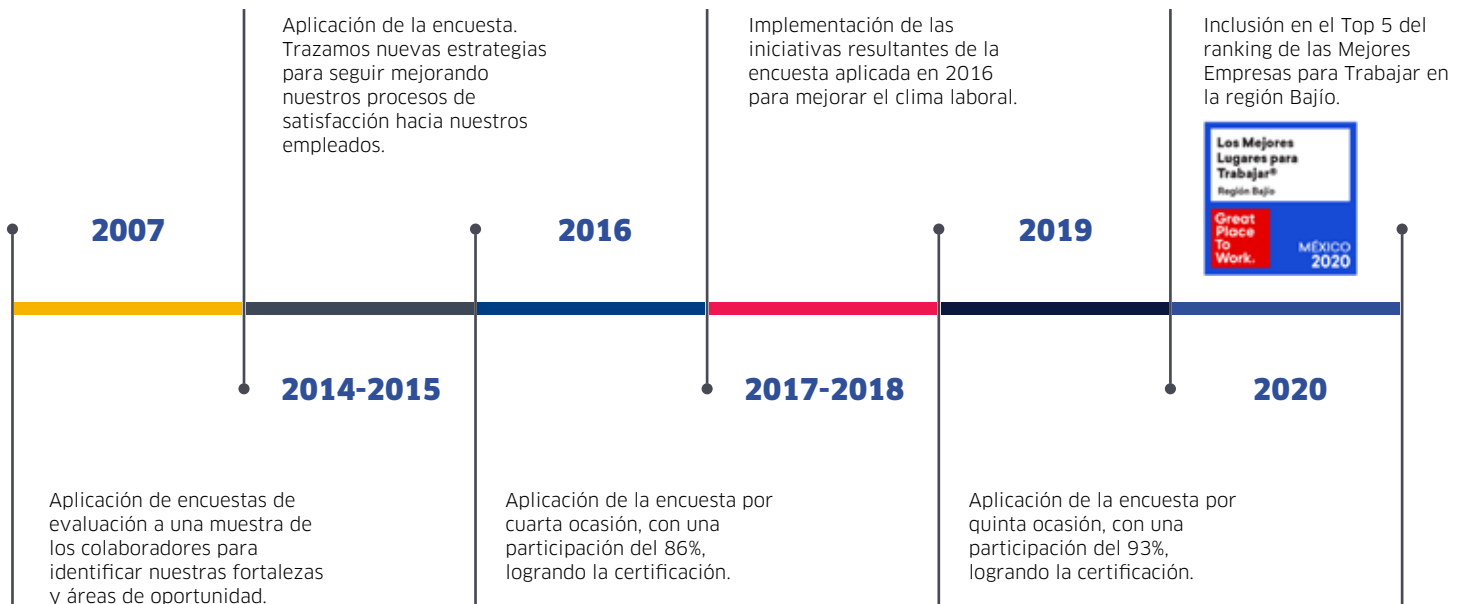 Aplicación de la encuesta.
Trazamos nuevas estrategias
para seguir mejorando
nuestros procesos de
satisfacción hacia nuestros
empleados.
Implementación de las
iniciativas resultantes de la
encuesta aplicada en 2016
para mejorar el clima laboral.
Inclusión en el Top 5 del
ranking de las Mejores
Empresas para Trabajar en
la región Bajío.
Los Mejores
Lugares para
Trabajar®
Región Bajío
Great
Place
To
Work.
MÉXICO
2020
2007
2016
2019
2014-2015
2017-2018
2020
Aplicación de encuestas de
evaluación a una muestra de
los colaboradores para
identificar nuestras fortalezas
y áreas de oportunidad.
Aplicación de la encuesta por
cuarta ocasión, con una
participación del 86%,
logrando la certificación.
Aplicación de la encuesta por
quinta ocasión, con una
participación del 93%,
logrando la certificación.